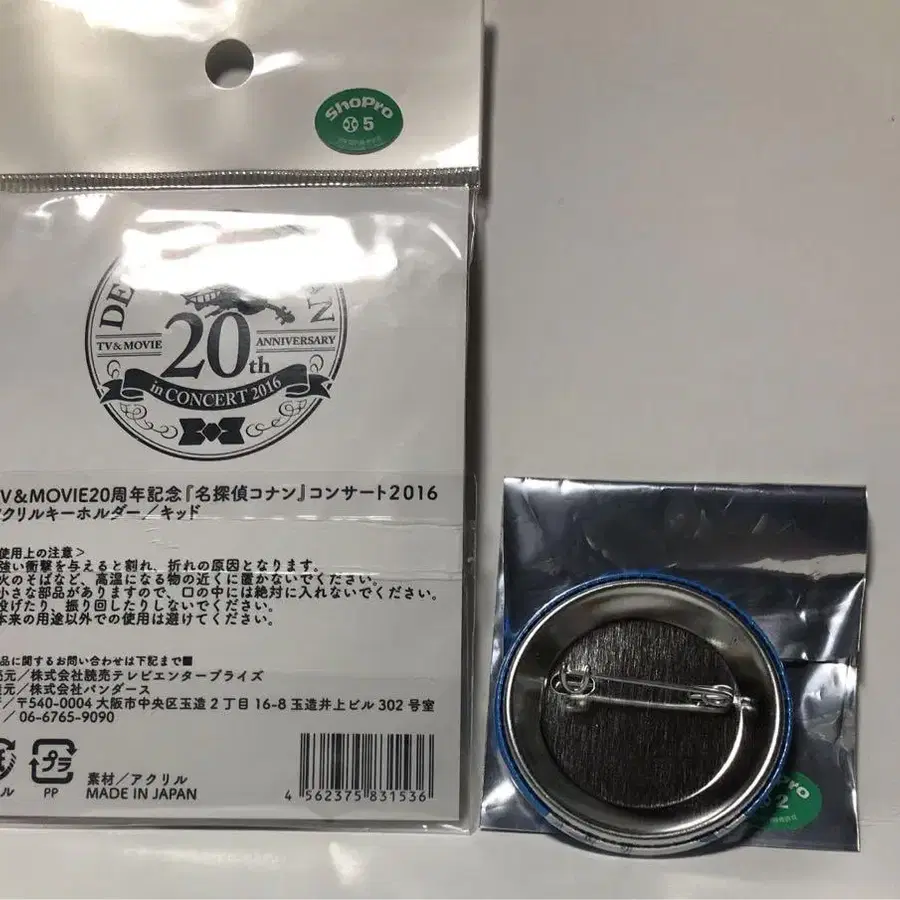 ShoPro
5
DE
N
TV & MOVIE
20th
ANNIVERSARY
in CONCERT 2016
V&MOVIE20周年記念『名探偵コナン』コンサート2016
クリルキーホルダー／キッド
使用上の注意＞
強い衝撃を与えると割れ、折れの原因となります。
火のそばなど、高温になる物の近くに置かないでください。
小さな部品がありますので、口の中には絶対に入れないでください。
投げたり、振り回したりしないでください。
本来の用途以外での使用は避けてください。
品に関するお問い合わせは下記まで■
売元／株式会社読売テレビエンタープライズ
元／株式会社バンダース
／〒540-0004 大阪市中央区玉造2丁目16-8 玉造井上ビル302号室
／06-6765-9090
ル
プラ
PP
素材／アクリル
MADE IN JAPAN
4 562375 831536
Pro
2